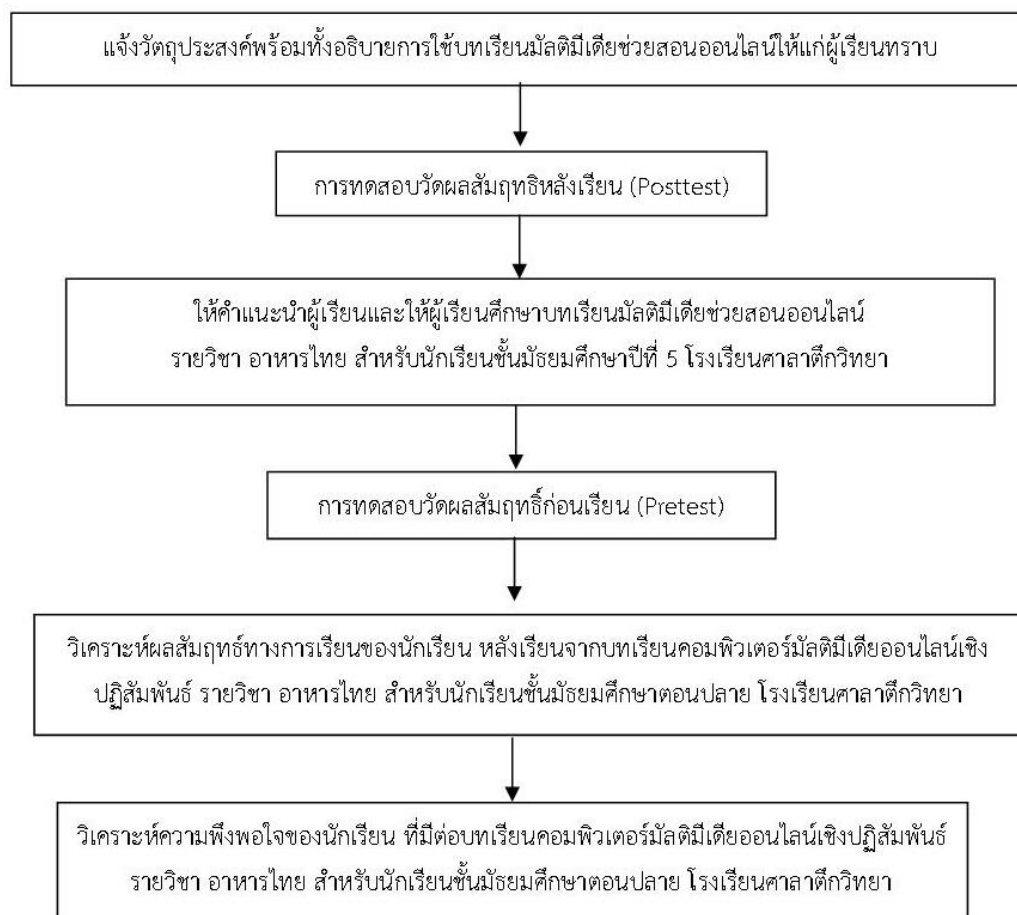 แจ้งวัตถุประสงค์พร้อมทั้งอธิบายการใช้บทเรียนมัลติมีเดียช่วยสอนออนไลน์ให้แก่ผู้เรียนทราบ
การทดสอบวัดผลสัมฤทธิหลังเรียน (Posttest)
ให้คำแนะนำผู้เรียนและให้ผู้เรียนศึกษาบทเรียนมัลติมีเดียช่วยสอนออนไลน์
รายวิชา อาหารไทย สำหรับนักเรียนชั้นมัธยมศึกษาปีที่ 5 โรงเรียนศาลาตึกวิทยา
การทดสอบวัดผลสัมฤทธิ์ก่อนเรียน (Pretest)
วิเคราะห์ผลสัมฤทธ์ทางการเรียนของนักเรียน หลังเรียนจากบทเรียนคอมพิวเตอร์มัลติมีเดียออนไลน์เชิง
ปฏิสัมพันธ์ รายวิชา อาหารไทย สำหรับนักเรียนชั้นมัธยมศึกษาตอนปลาย โรงเรียนศาลาตึกวิทยา
วิเคราะห์ความพึงพอใจของนักเรียน ที่มีต่อบทเรียนคอมพิวเตอร์มัลติมีเดียออนไลน์เชิงปฏิสัมพันธ์
รายวิชา อาหารไทย สำหรับนักเรียนชั้นมัธยมศึกษาตอนปลาย โรงเรียนศาลาตึกวิทยา